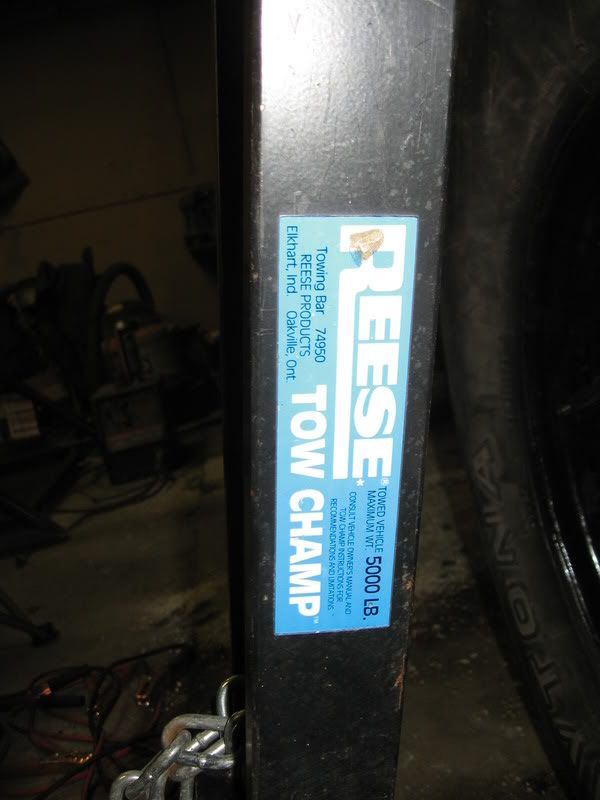 REESE®
Towing Bar 74950
REESE PRODUCTS
Elkhart, Ind. Oakville, Ont.
TOW CHAMP™
TOWED VEHICLE
MAXIMUM WT. 5000 LB.
CONSULT VEHICLE OWNER'S MANUAL AND
TOW CHAMP INSTRUCTIONS FOR
RECOMMENDATIONS AND LIMITATIONS